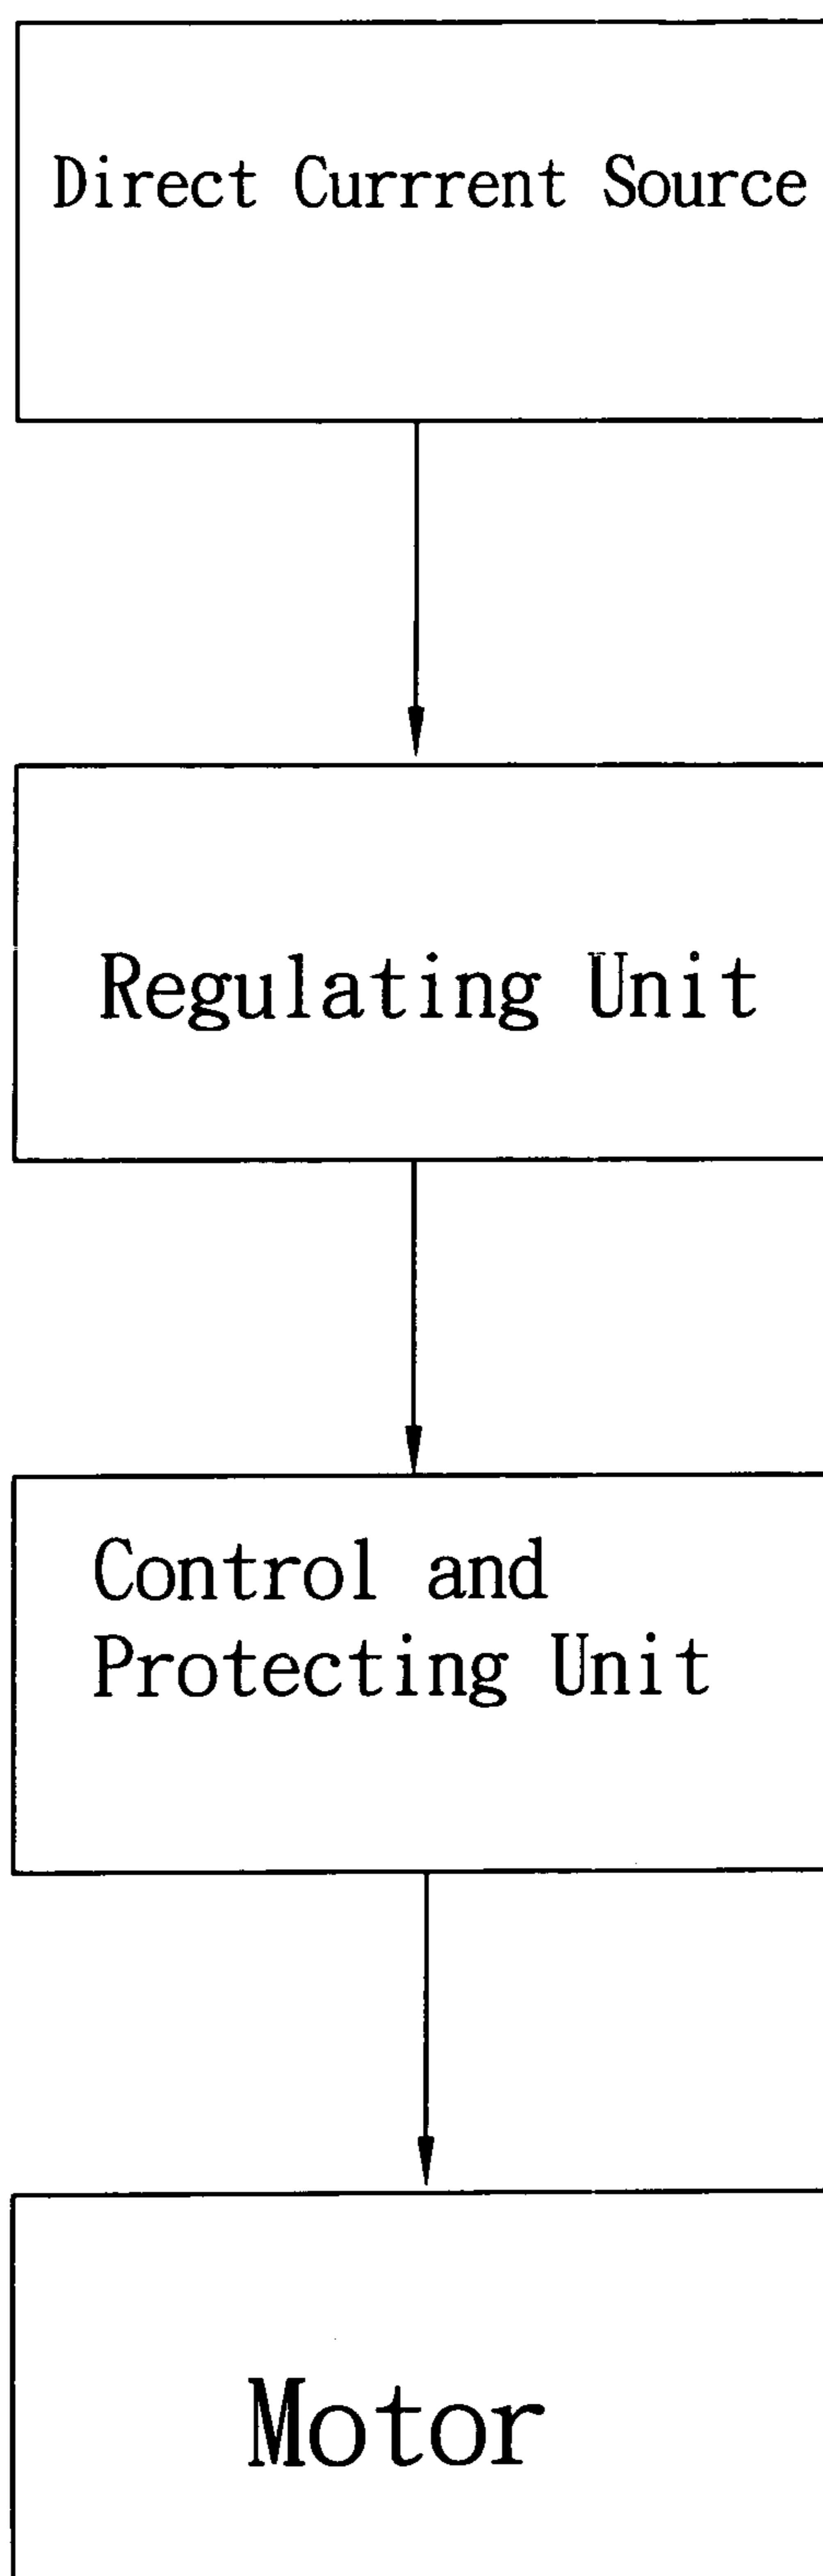 Direct Currrent Source
Regulating Unit
Control and
Protecting Unit
Motor